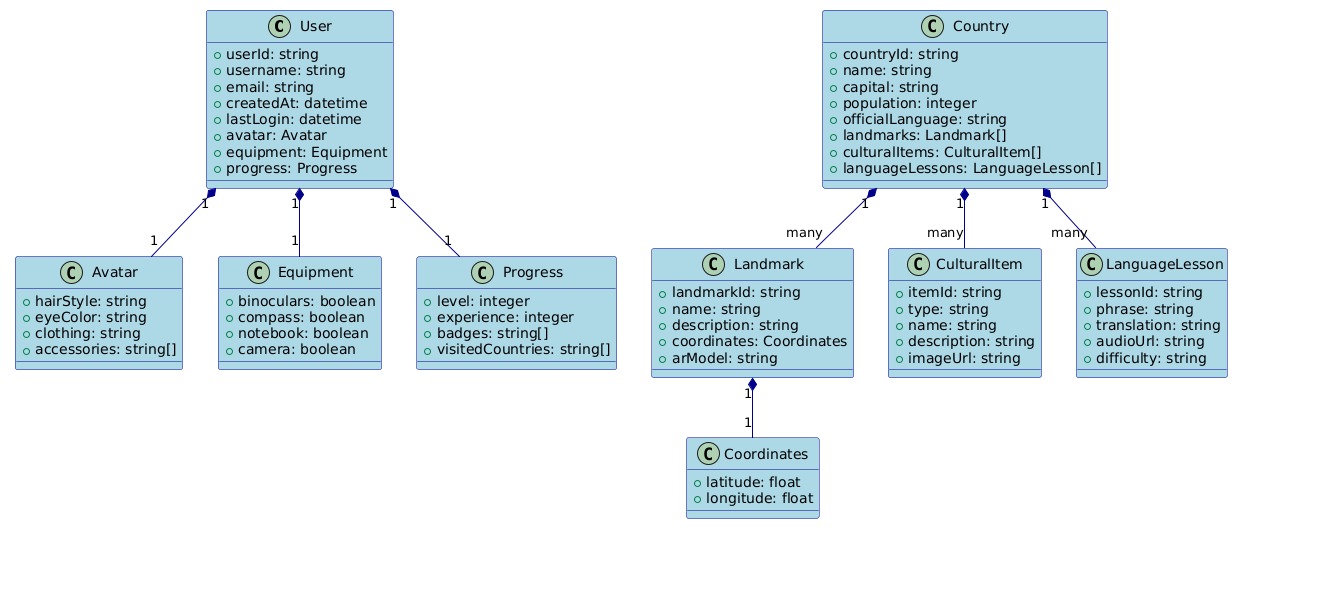 C User
userId: string
username: string
email: string
createdAt: datetime
lastLogin: datetime
avatar: Avatar
equipment: Equipment
progress: Progress
C Country
countryId: string
name: string
capital: string
population: integer
officialLanguage: string
landmarks: Landmark[]
culturalItems: CulturalItem[]
languageLessons: LanguageLesson[]
1 1 1
1 1 1
1 1 1
many many many
C Avatar
hairStyle: string
eyeColor: string
clothing: string
accessories: string[]
C Equipment
binoculars: boolean
compass: boolean
notebook: boolean
camera: boolean
C Progress
level: integer
experience: integer
badges: string[]
visitedCountries: string[]
C Landmark
landmarkId: string
name: string
description: string
coordinates: Coordinates
arModel: string
C CulturalItem
itemId: string
type: string
name: string
description: string
imageUrl: string
C LanguageLesson
lessonId: string
phrase: string
translation: string
audioUrl: string
difficulty: string
1
1
C Coordinates
latitude: float
longitude: float